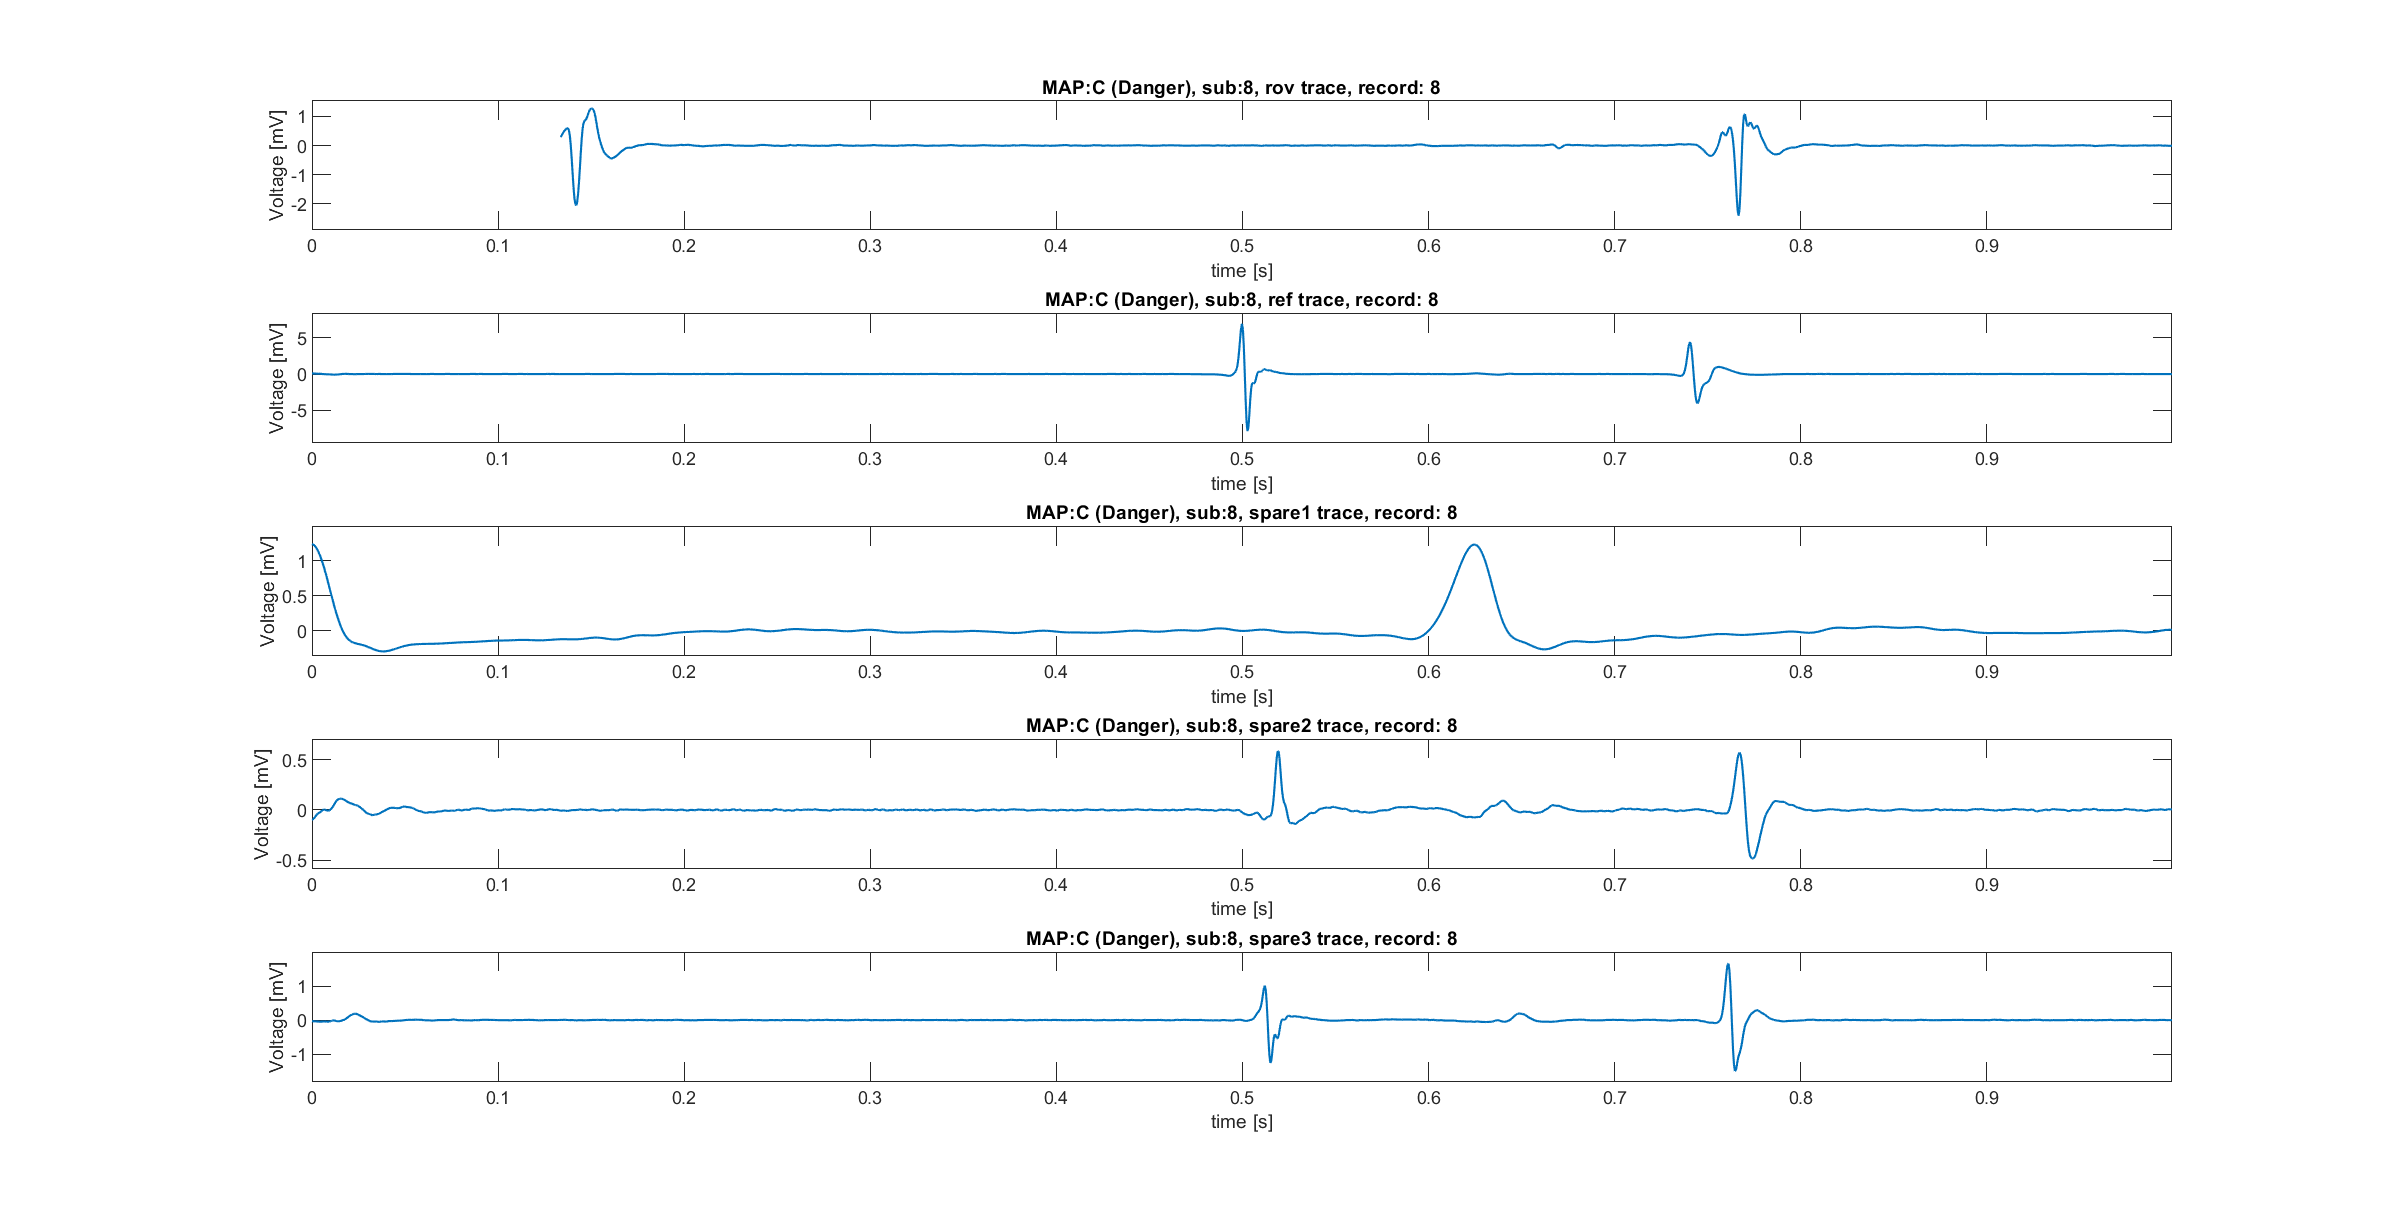 MAP:C (Danger), sub:8, rov trace, record: 8
Voltage [mV]
1
0
-1
-2
0 0.1 0.2 0.3 0.4 0.5 0.6 0.7 0.8 0.9
time [s]
MAP:C (Danger), sub:8, ref trace, record: 8
Voltage [mV]
5
0
-5
0 0.1 0.2 0.3 0.4 0.5 0.6 0.7 0.8 0.9
time [s]
MAP:C (Danger), sub:8, spare1 trace, record: 8
Voltage [mV]
1
0.5
0
0 0.1 0.2 0.3 0.4 0.5 0.6 0.7 0.8 0.9
time [s]
MAP:C (Danger), sub:8, spare2 trace, record: 8
Voltage [mV]
0.5
0
-0.5
0 0.1 0.2 0.3 0.4 0.5 0.6 0.7 0.8 0.9
time [s]
MAP:C (Danger), sub:8, spare3 trace, record: 8
Voltage [mV]
1
0
-1
0 0.1 0.2 0.3 0.4 0.5 0.6 0.7 0.8 0.9
time [s]